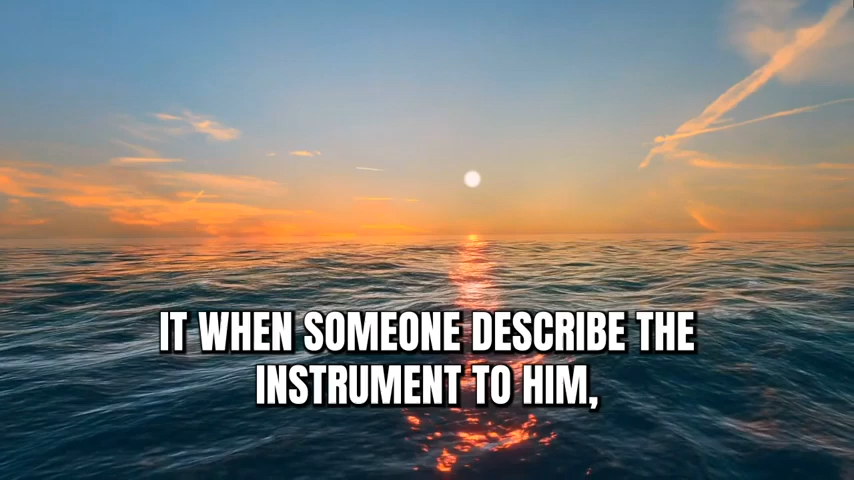 IT WHEN SOMEONE DESCRIBE THE
INSTRUMENT TO HIM,